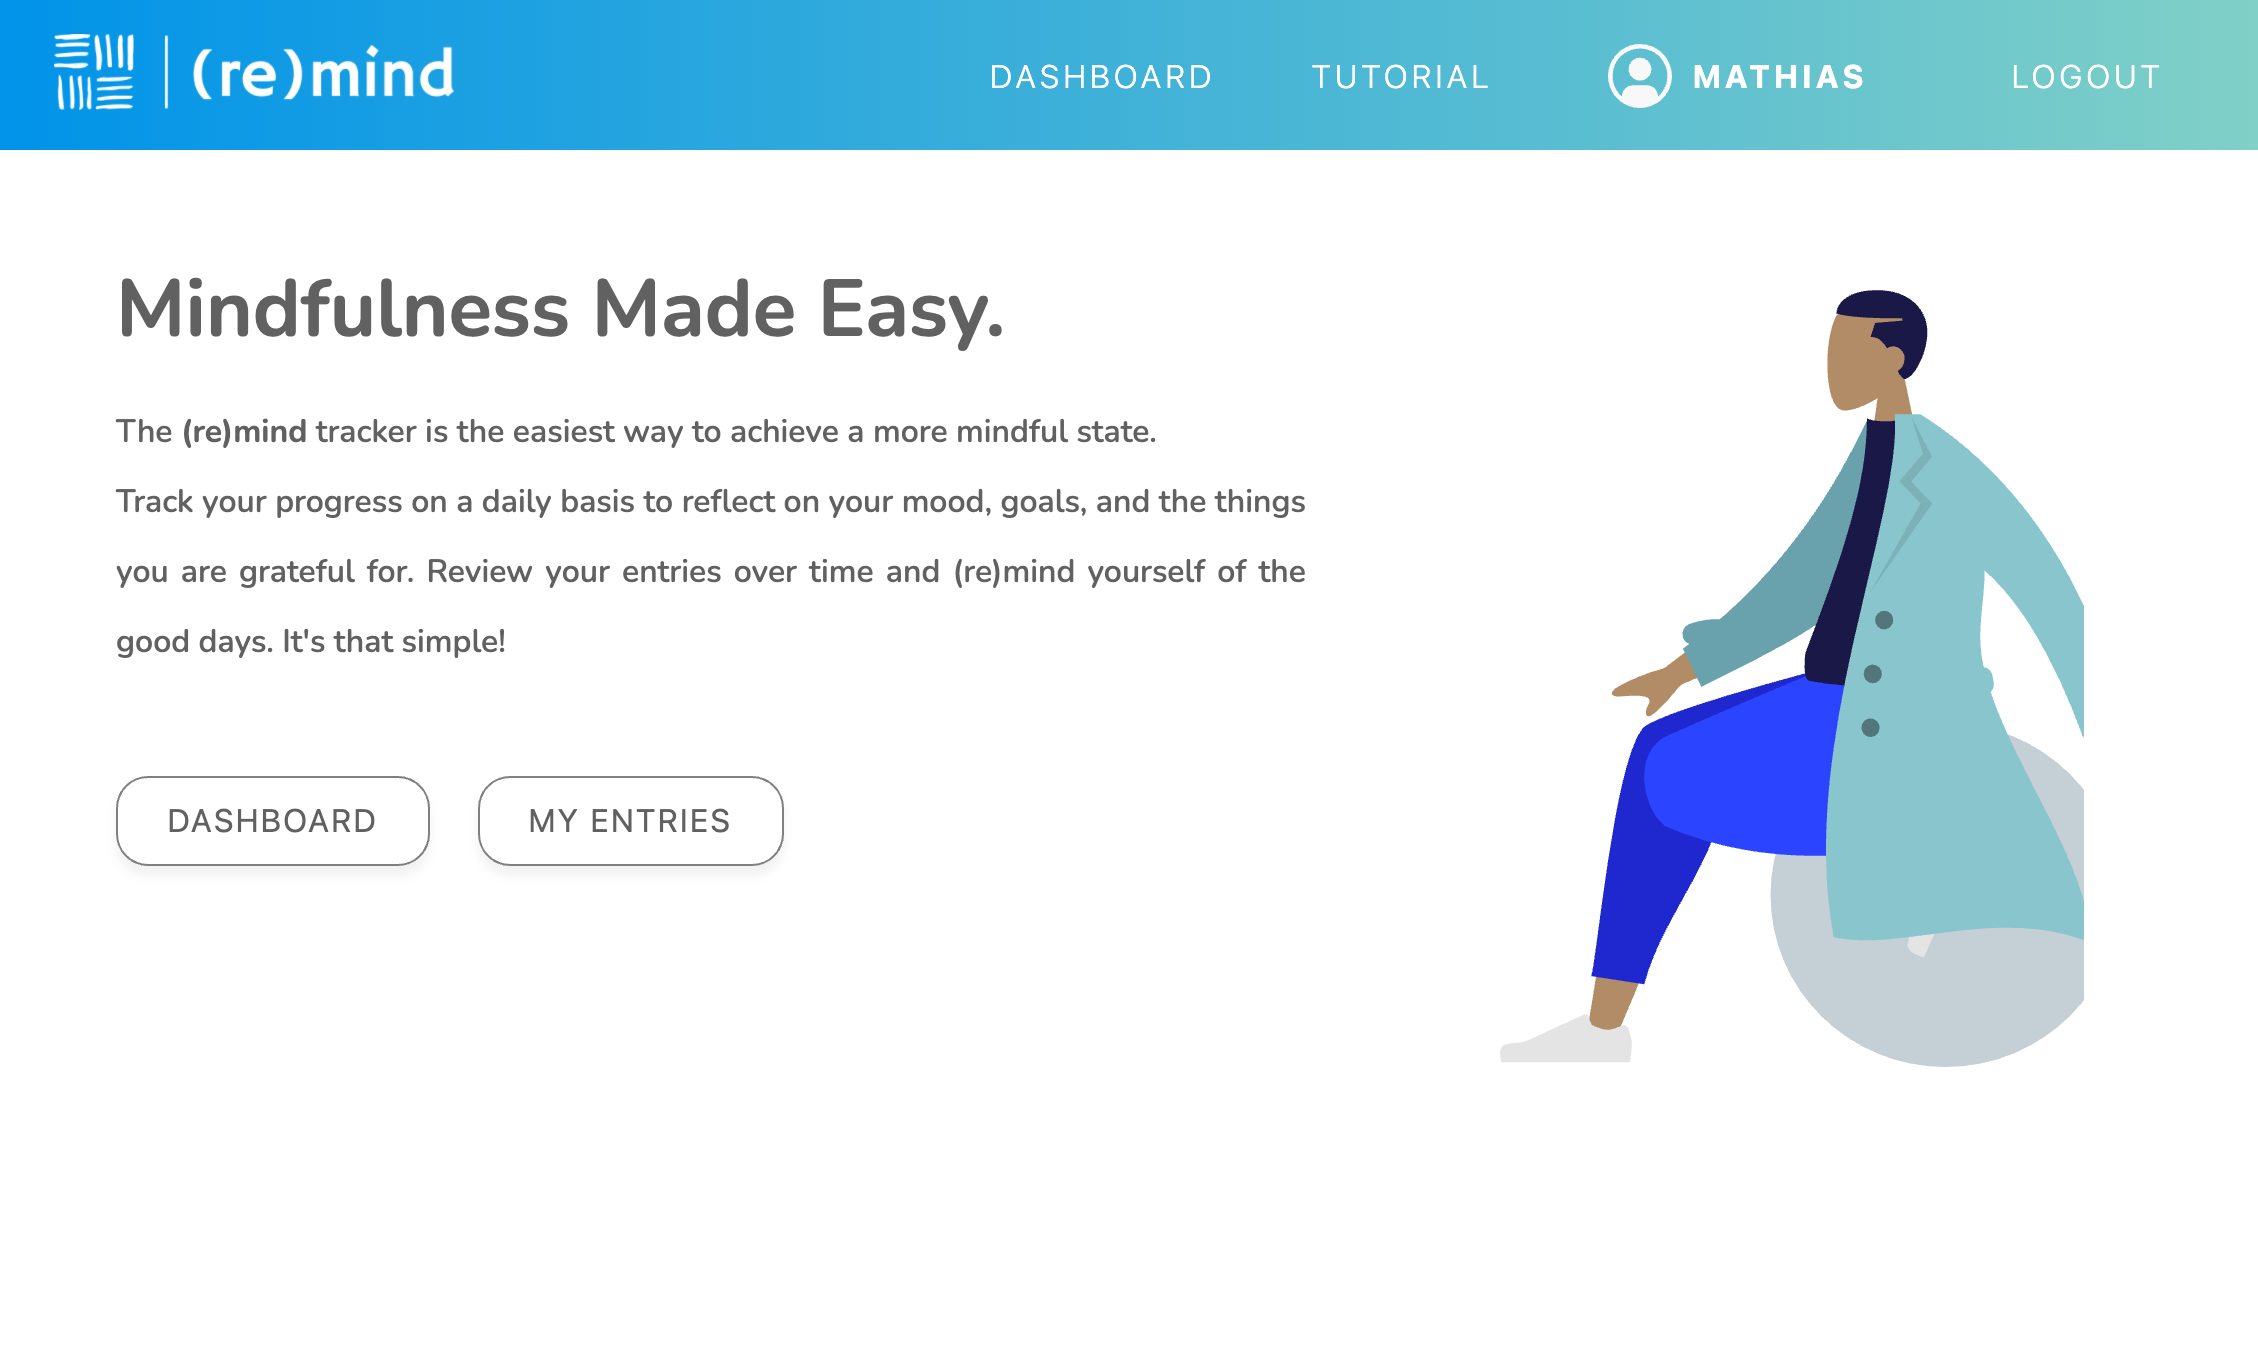 (re)mind
DASHBOARD
TUTORIAL
MATHIAS
LOGOUT
Mindfulness Made Easy.
The (re)mind tracker is the easiest way to achieve a more mindful state.
Track your progress on a daily basis to reflect on your mood, goals, and the things
you are grateful for. Review your entries over time and (re)mind yourself of the
good days. It's that simple!
DASHBOARD
MY ENTRIES